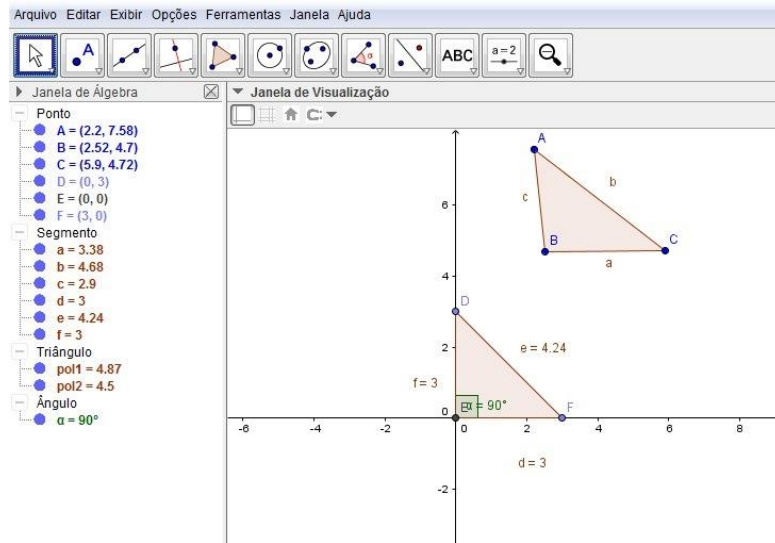 Arquivo Editar Exibir Opções Ferramentas Janela Ajuda
A
α
ABC
a=2
Janela de Álgebra
Janela de Visualização
Ponto
A = (2.2, 7.58)
B = (2.52, 4.7)
C = (5.9, 4.72)
D = (0, 3)
E = (0, 0)
F = (3, 0)
Segmento
a = 3.38
b = 4.68
c = 2.9
d = 3
e = 4.24
f = 3
Triângulo
pol1 = 4.87
pol2 = 4.5
Ângulo
α = 90°
A
c
b
6
B
C
a
4
D
2
e = 4.24
f = 3
0
E
α = 90°
F
-6
-4
-2
0
2
4
6
8
d = 3
-2